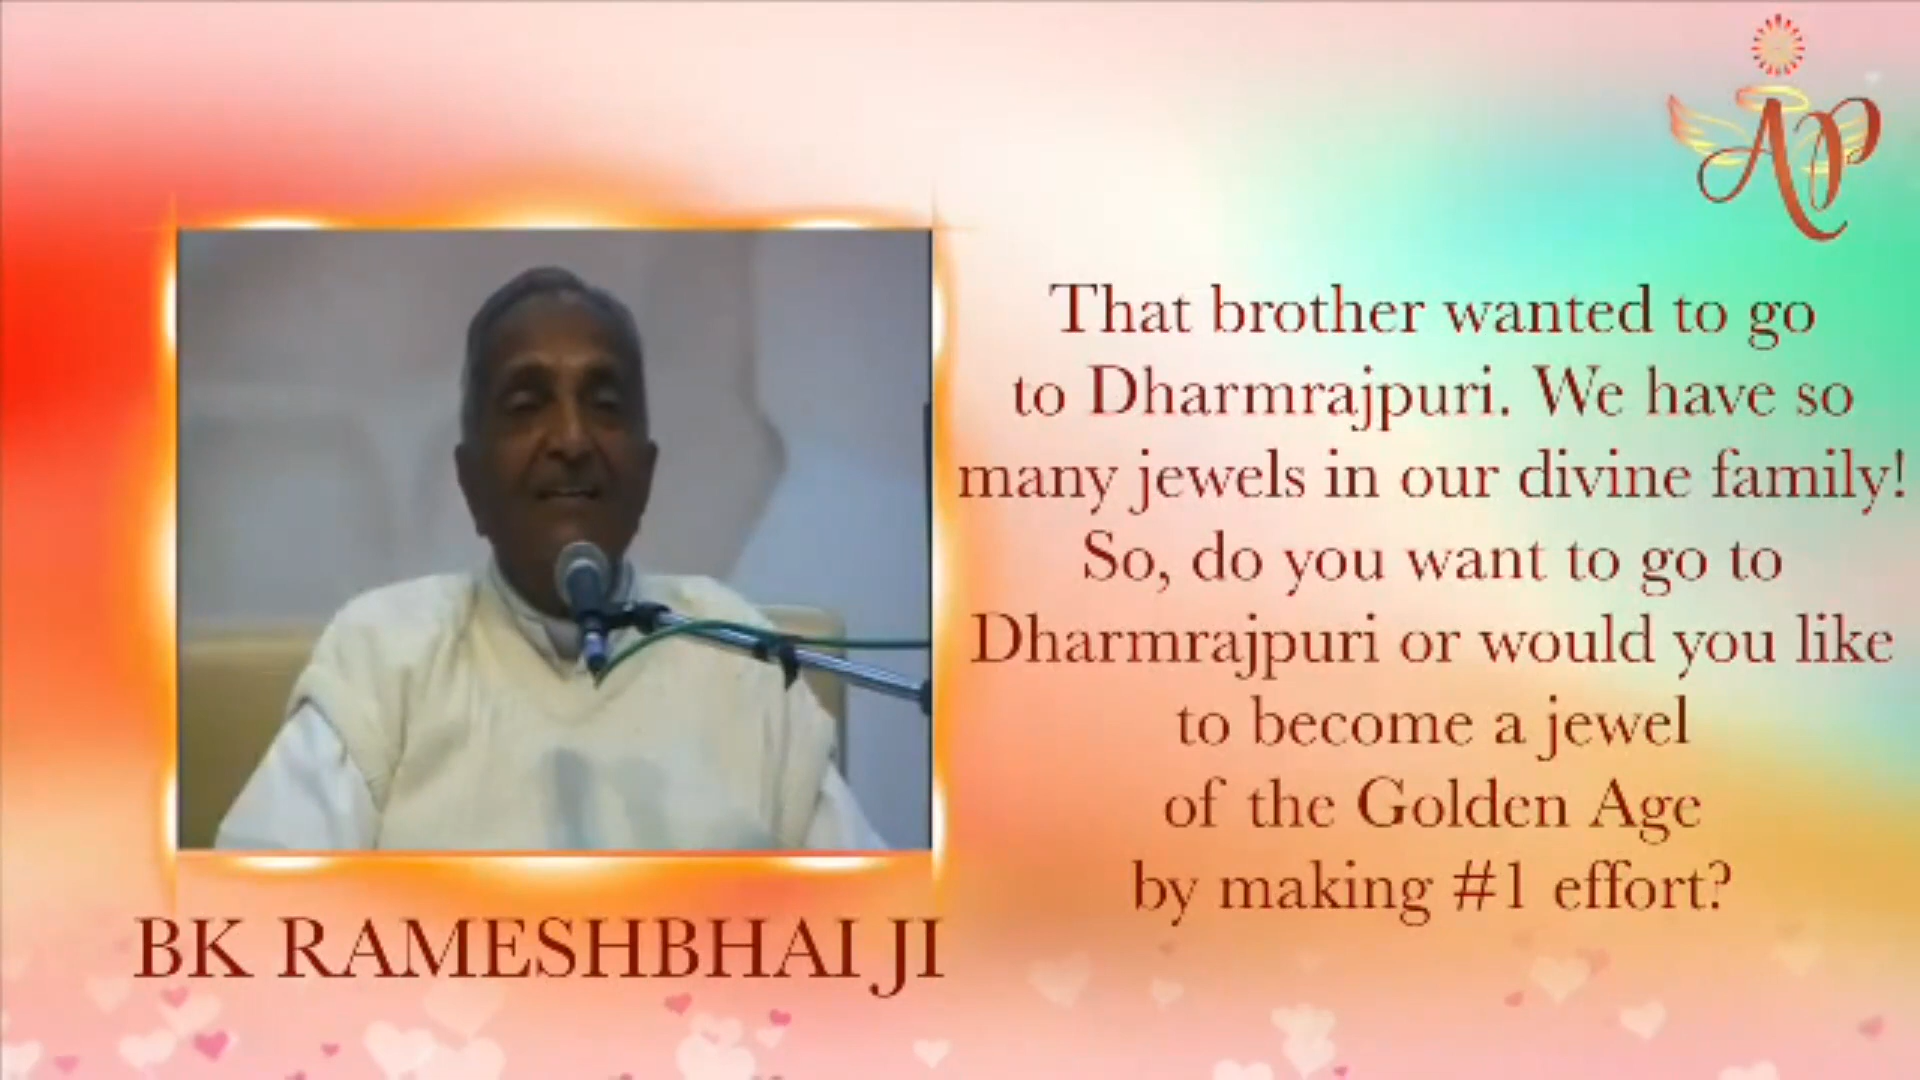 AP
That brother wanted to go
to Dharmrajpuri. We have so
many jewels in our divine family!
So, do you want to go to
Dharmrajpuri or would you like
to become a jewel
of the Golden Age
by making #1 effort?
BK RAMESHBHAI JI